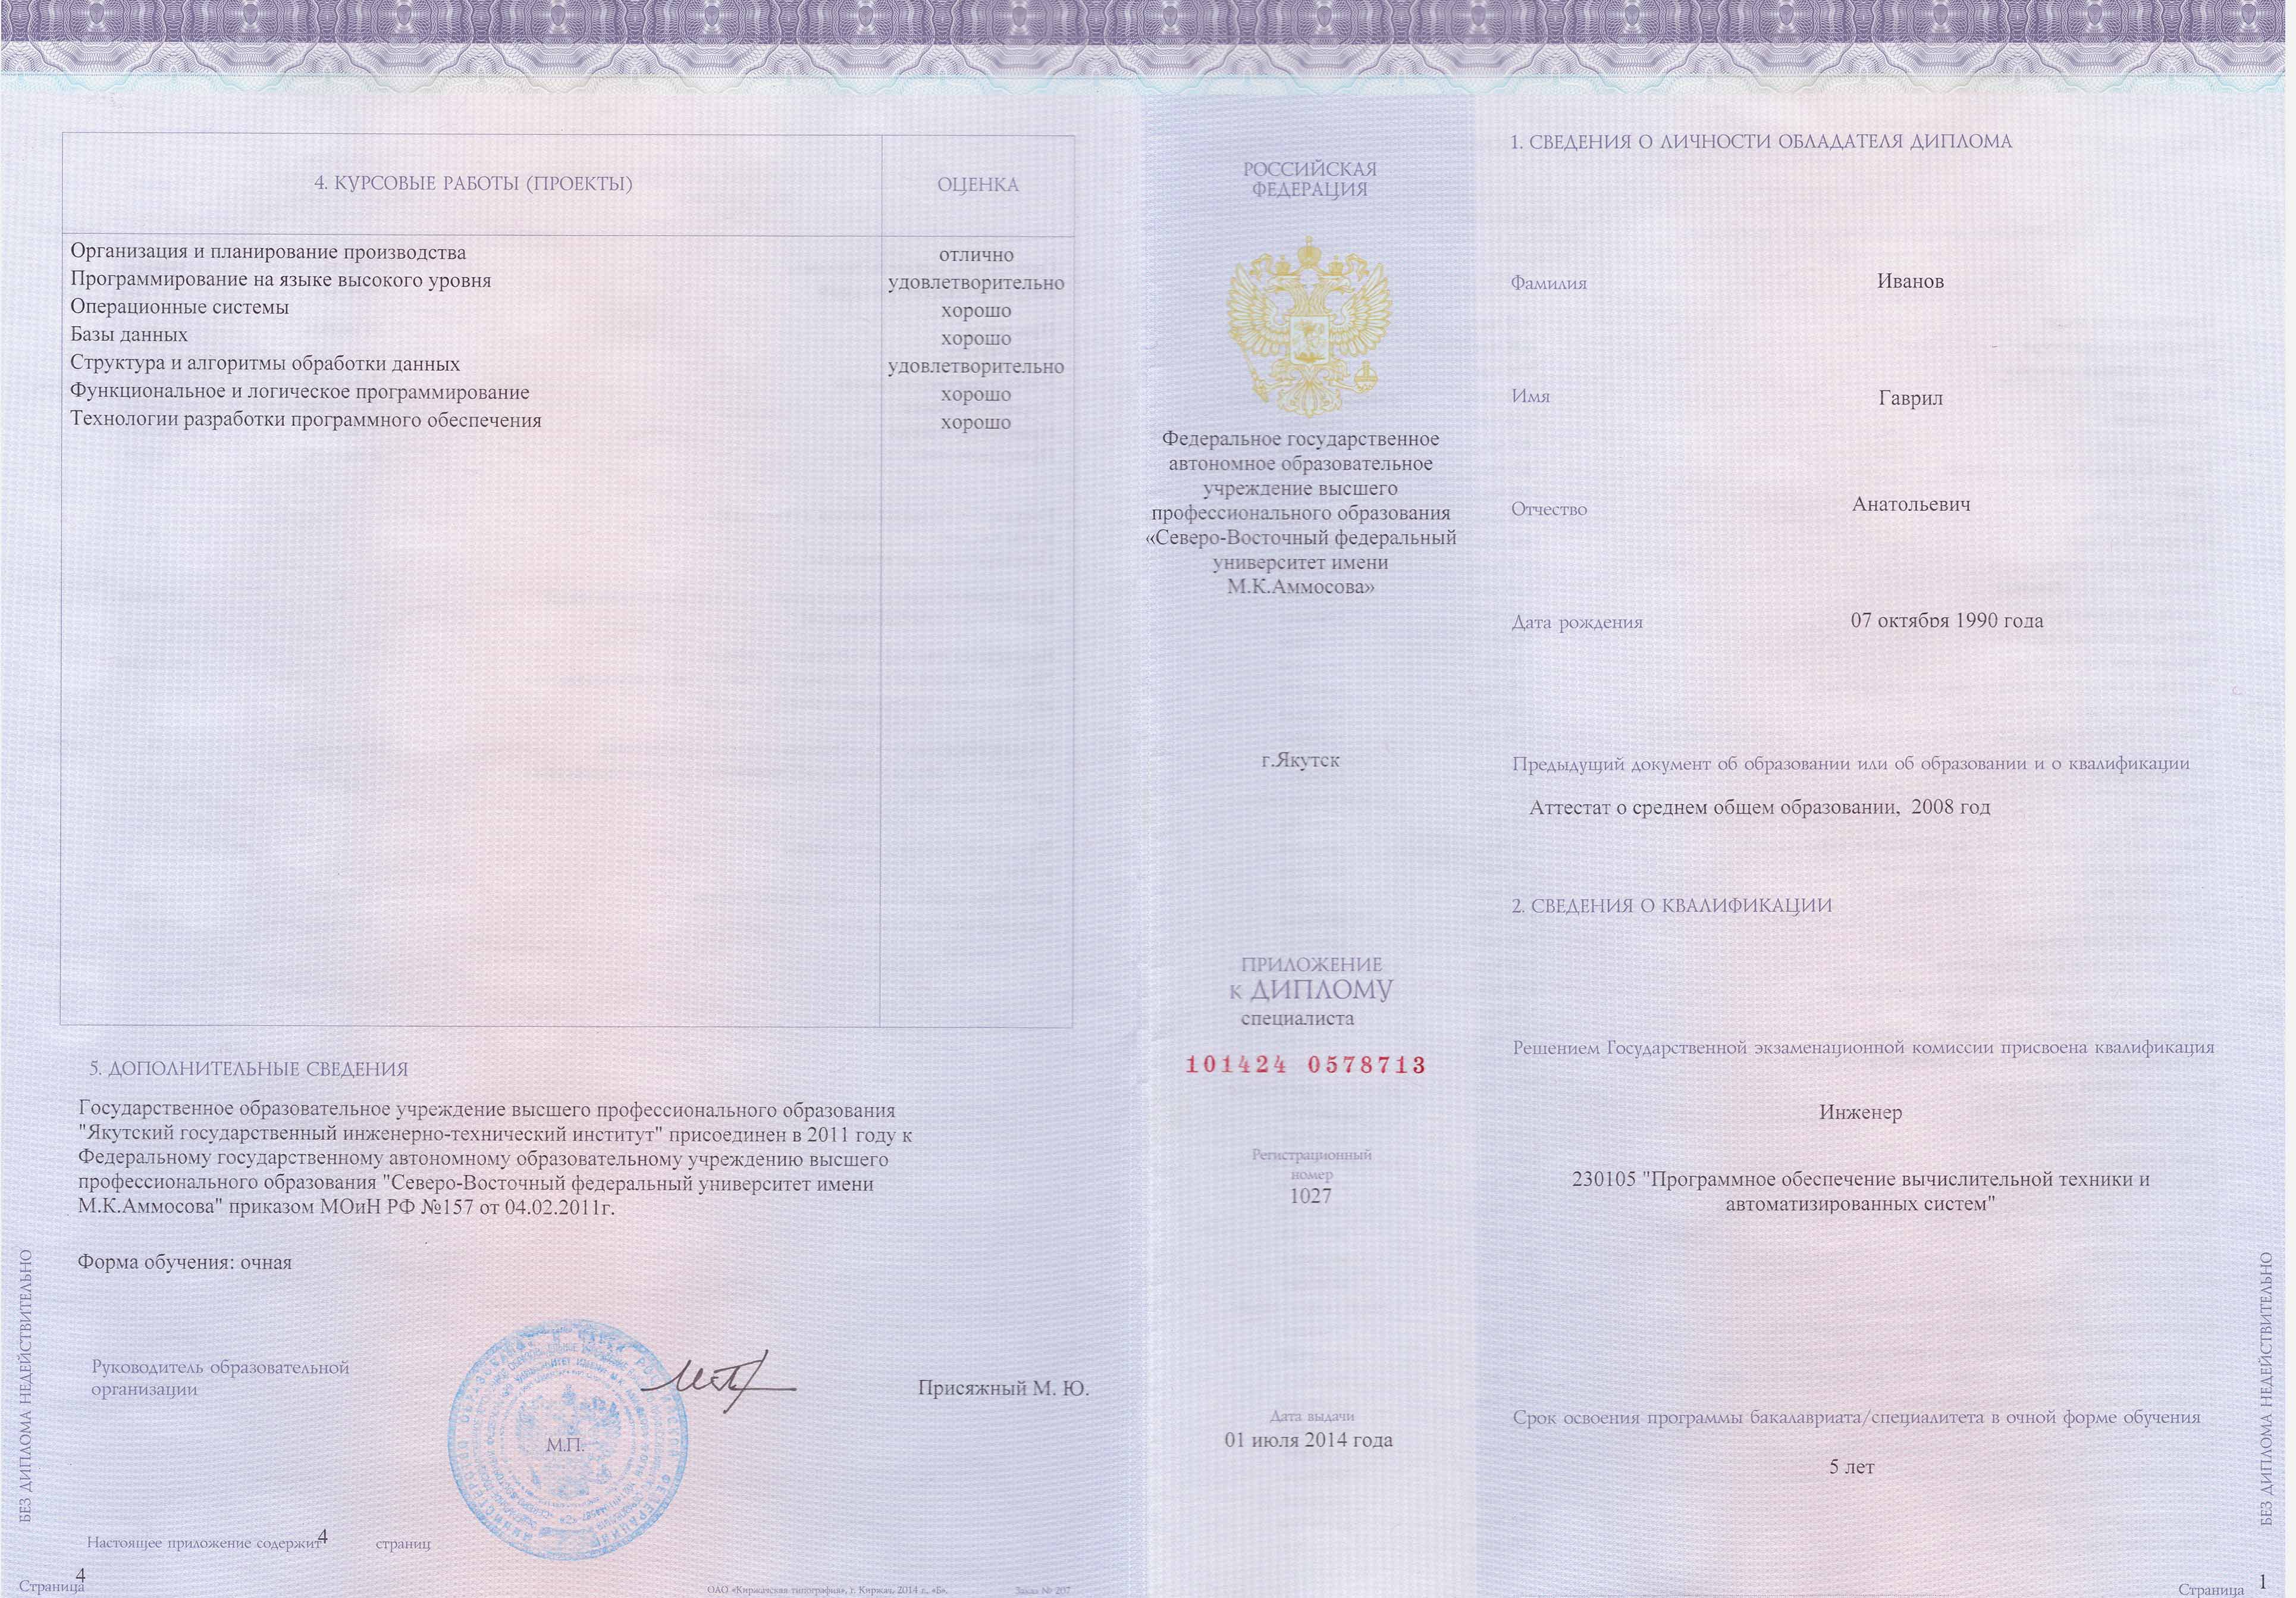 4. КУРСОВЫЕ РАБОТЫ (ПРОЕКТЫ)
ОЦЕНКА
Организация и планирование производства отлично
Программирование на языке высокого уровня удовлетворительно
Операционные системы хорошо
Базы данных хорошо
Структура и алгоритмы обработки данных удовлетворительно
Функциональное и логическое программирование хорошо
Технологии разработки программного обеспечения хорошо
5. ДОПОЛНИТЕЛЬНЫЕ СВЕДЕНИЯ
Государственное образовательное учреждение высшего профессионального образования
"Якутский государственный инженерно-технический институт" присоединен в 2011 году к
Федеральному государственному автономному образовательному учреждению высшего
профессионального образования "Северо-Восточный федеральный университет имени
М.К.Аммосова" приказом МОиН РФ №157 от 04.02.2011г.
Форма обучения: очная
Руководитель образовательной
организации
М.П.
Присяжный М. Ю.
Настоящее приложение содержит 4 страниц
Страница 4
ОАО «Киржачская типография», г. Киржач, 2014 г., «Б».
Заказ № 207
БЕЗ ДИПЛОМА НЕДЕЙСТВИТЕЛЬНО
РОССИЙСКАЯ
ФЕДЕРАЦИЯ
Федеральное государственное
автономное образовательное
учреждение высшего
профессионального образования
«Северо-Восточный федеральный
университет имени
М.К.Аммосова»
г.Якутск
ПРИЛОЖЕНИЕ
к ДИПЛОМУ
специалиста
101424 0578713
Регистрационный
номер
1027
Дата выдачи
01 июля 2014 года
1. СВЕДЕНИЯ О ЛИЧНОСТИ ОБЛАДАТЕЛЯ ДИПЛОМА
Фамилия Иванов
Имя Гаврил
Отчество Анатольевич
Дата рождения 07 октября 1990 года
Предыдущий документ об образовании или об образовании и о квалификации
Аттестат о среднем общем образовании, 2008 год
2. СВЕДЕНИЯ О КВАЛИФИКАЦИИ
Решением Государственной экзаменационной комиссии присвоена квалификация
Инженер
230105 "Программное обеспечение вычислительной техники и
автоматизированных систем"
Срок освоения программы бакалавриата/специалитета в очной форме обучения
5 лет
БЕЗ ДИПЛОМА НЕДЕЙСТВИТЕЛЬНО
Страница 1